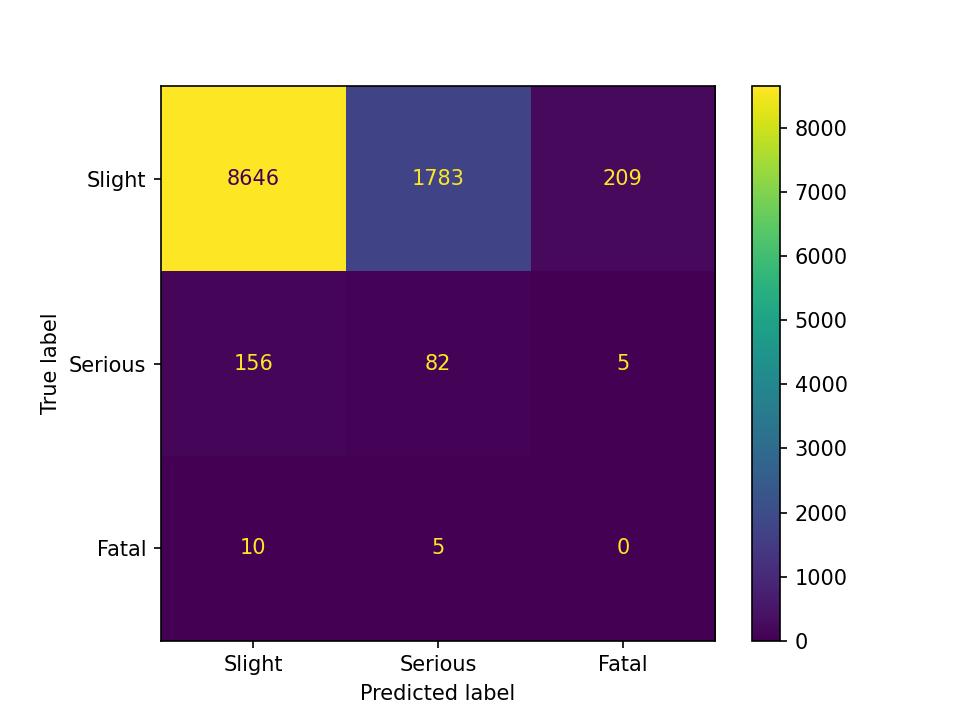 Slight 8646 1783 209
Serious 156 82 5
Fatal 10 5 0
Slight Serious Fatal
Predicted label
True label
8000
7000
6000
5000
4000
3000
2000
1000
0